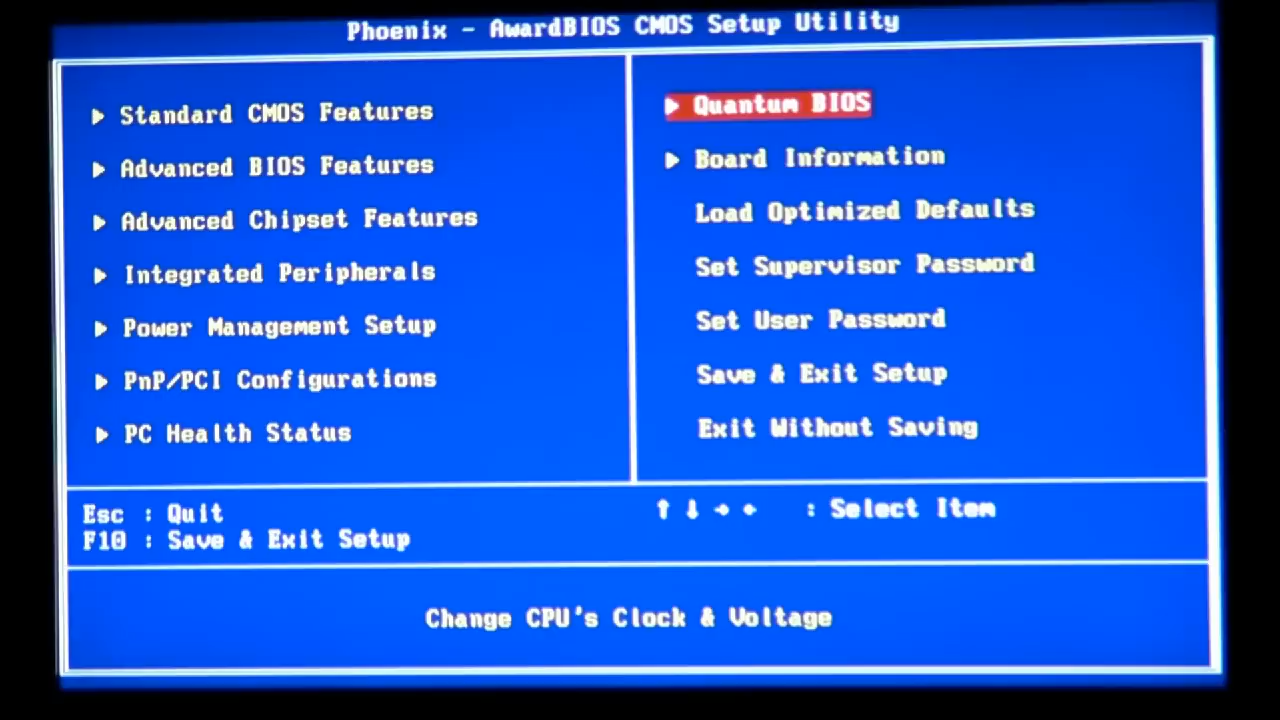 Phoenix - AwardBIOS CMOS Setup Utility
▶ Standard CMOS Features
▶ Advanced BIOS Features
▶ Advanced Chipset Features
▶ Integrated Peripherals
▶ Power Management Setup
▶ PnP/PCI Configurations
▶ PC Health Status
▶ Quantum BIOS
▶ Board Information
Load Optimized Defaults
Set Supervisor Password
Set User Password
Save & Exit Setup
Exit Without Saving
Esc : Quit
F10 : Save & Exit Setup
↑ ↓ → ← : Select Item
Change CPU's Clock & Voltage